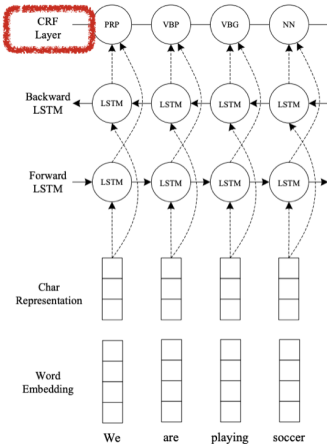 CRF
Layer
PRP VBP VBG NN
Backward
LSTM
LSTM LSTM LSTM LSTM
Forward
LSTM
LSTM LSTM LSTM LSTM
Char
Representation
Word
Embedding
We are playing soccer